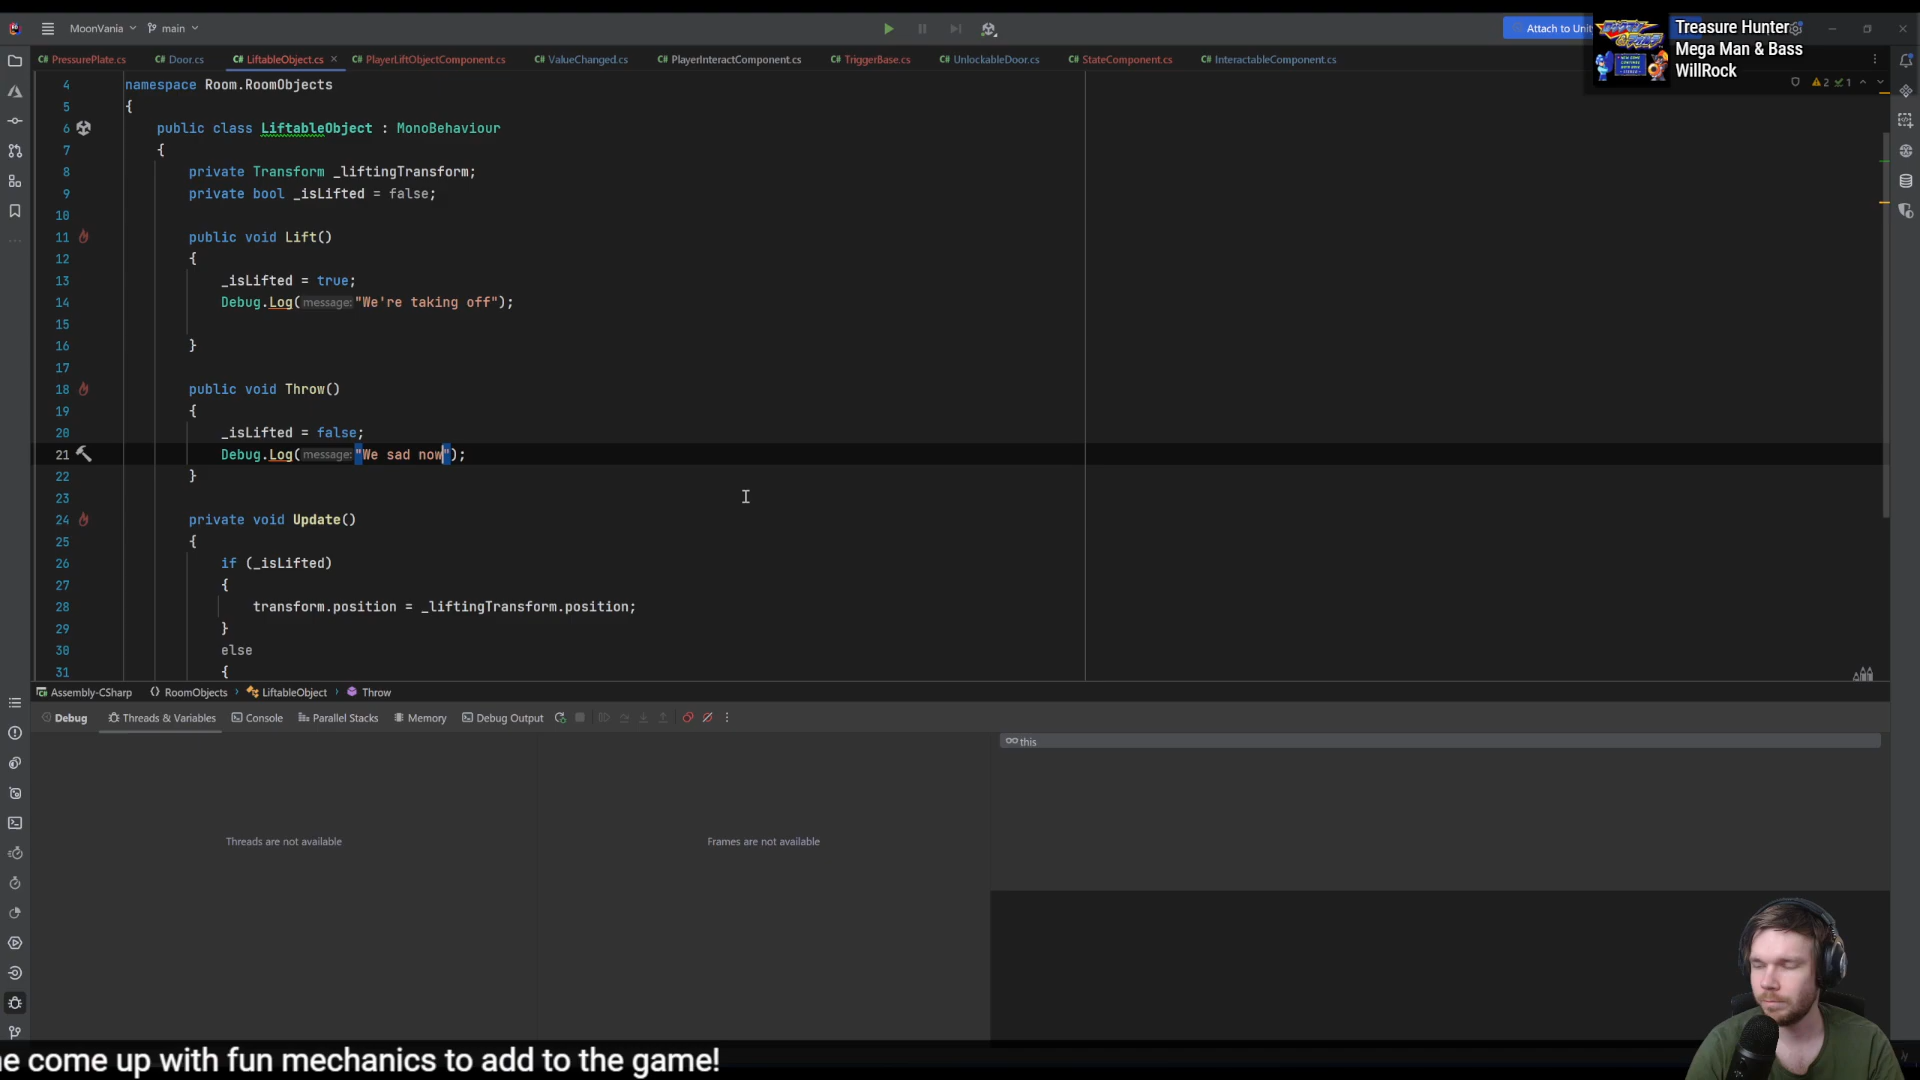 MoonVania main
Attach to Unit
Treasure Hunter
Mega Man & Bass
WillRock
PressurePlate.cs Door.cs LiftableObject.cs PlayerLiftObjectComponent.cs ValueChanged.cs PlayerInteractComponent.cs TriggerBase.cs UnlockableDoor.cs StateComponent.cs InteractableComponent.cs
2 1
4 namespace Room.RoomObjects
5 {
6 public class LiftableObject : MonoBehaviour
7 {
8 private Transform _liftingTransform;
9 private bool _isLifted = false;
10
11 public void Lift()
12 {
13 _isLifted = true;
14 Debug.Log( message: "We're taking off");
15
16 }
17
18 public void Throw()
19 {
20 _isLifted = false;
21 Debug.Log( message: "We sad now");
22 }
23
24 private void Update()
25 {
26 if (_isLifted)
27 {
28 transform.position = _liftingTransform.position;
29 }
30 else
31 {
Assembly-CSharp RoomObjects LiftableObject Throw
Debug Threads & Variables Console Parallel Stacks Memory Debug Output
this
Threads are not available
Frames are not available
e come up with fun mechanics to add to the game!